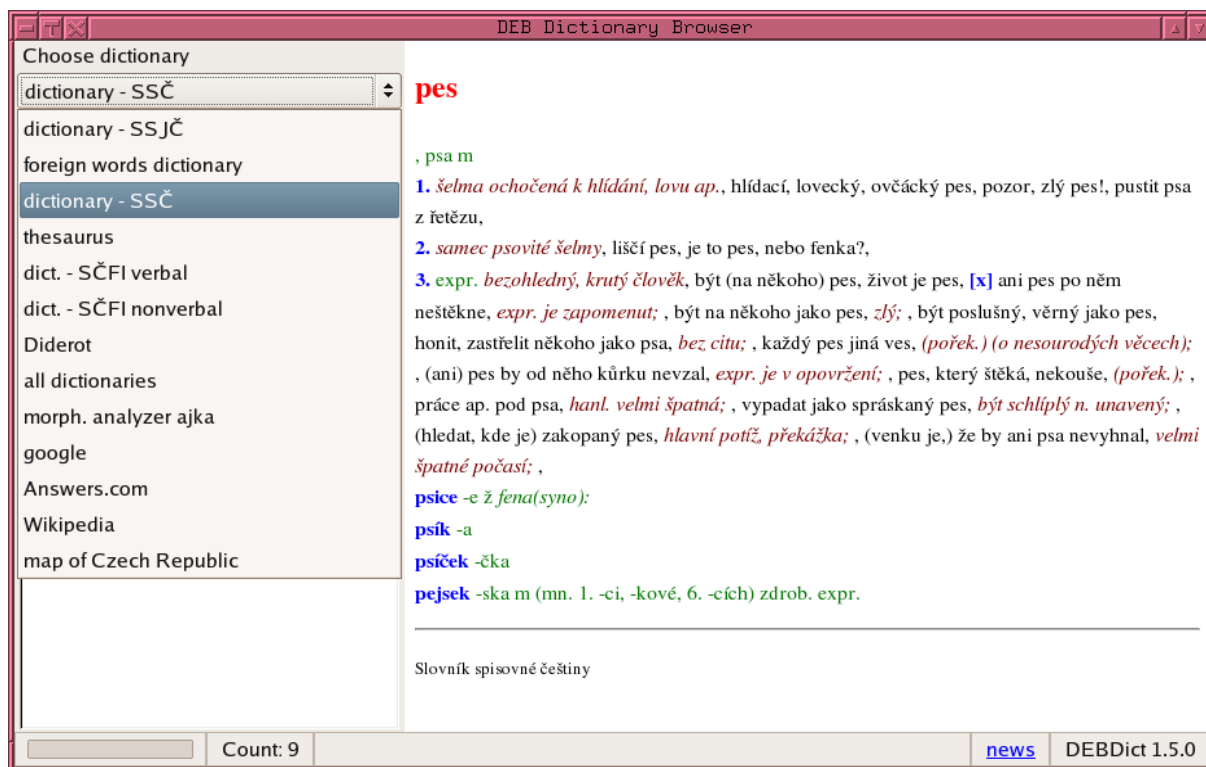 DEB Dictionary Browser
Choose dictionary
dictionary - SSČ
dictionary - SSJČ
foreign words dictionary
dictionary - SSČ
thesaurus
dict. - SČFI verbal
dict. - SČFI nonverbal
Diderot
all dictionaries
morph. analyzer ajka
google
Answers.com
Wikipedia
map of Czech Republic
pes
, psa m
1. šelma ochočená k hlídání, lovu ap., hlídací, lovecký, ovčácký pes, pozor, zlý pes!, pustit psa
z řetězu,
2. samec psovité šelmy, liščí pes, je to pes, nebo fenka?,
3. expr. bezohledný, krutý člověk, být (na někoho) pes, život je pes, [x] ani pes po něm
neštěkne, expr. je zapomenut; , být na někoho jako pes, zlý; , být poslušný, věrný jako pes,
honit, zastřelit někoho jako psa, bez citu; , každý pes jiná ves, (pořek.) (o nesourodých věcech);
, (ani) pes by od něho kůrku nevzal, expr. je v opovržení; , pes, který štěká, nekouše, (pořek.); ,
práce ap. pod psa, hanl. velmi špatná; , vypadat jako spráskaný pes, být schlíplý n. unavený; ,
(hledat, kde je) zakopaný pes, hlavní potíž, překážka; , (venku je,) že by ani psa nevyhnal, velmi
špatné počasí; ,
psice -e ž fena(syno):
psík -a
psíček -čka
pejsek -ska m (mn. 1. -ci, -kové, 6. -cích) zdrob. expr.
Slovník spisovné češtiny
Count: 9
news
DEBDict 1.5.0